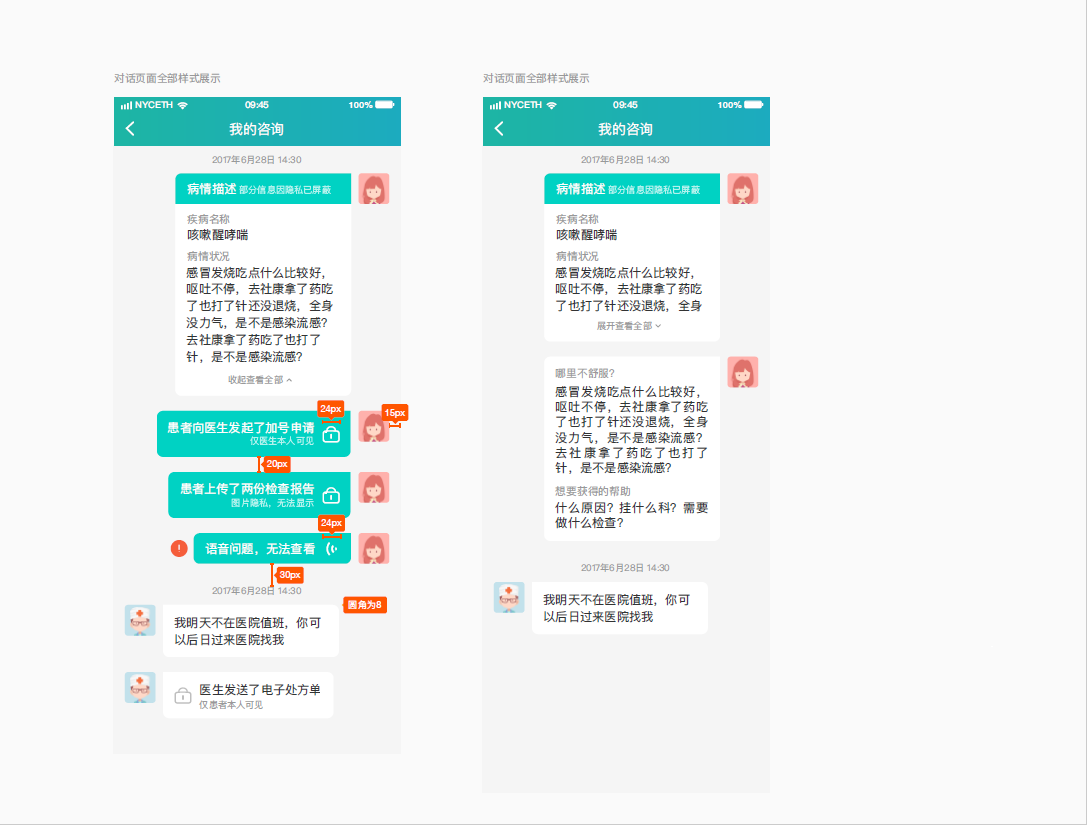 对话页面全部样式展示
NYCETH 09:45 100%
我的咨询
2017年6月28日 14:30
病情描述 部分信息因隐私已屏蔽
疾病名称
咳嗽醒哮喘
病情状况
感冒发烧吃点什么比较好，
呕吐不停，去社康拿了药吃
了也打了针还没退烧，全身
没力气，是不是感染流感？
去社康拿了药吃了也打了
针，是不是感染流感？
收起查看全部
24px
15px
患者向医生发起了加号申请
仅医生本人可见
20px
患者上传了两份检查报告
图片隐私，无法显示
24px
语音问题，无法查看
30px
2017年6月28日 14:30
圆角为8
我明天不在医院值班，你可
以后日过来医院找我
医生发送了电子处方单
仅患者本人可见
对话页面全部样式展示
NYCETH 09:45 100%
我的咨询
2017年6月28日 14:30
病情描述 部分信息因隐私已屏蔽
疾病名称
咳嗽醒哮喘
病情状况
感冒发烧吃点什么比较好，
呕吐不停，去社康拿了药吃
了也打了针还没退烧，全身
展开查看全部
哪里不舒服？
感冒发烧吃点什么比较好，
呕吐不停，去社康拿了药吃
了也打了针还没退烧，全身
没力气，是不是感染流感？
去社康拿了药吃了也打了
针，是不是感染流感？
想要获得的帮助
什么原因？挂什么科？需要
做什么检查？
2017年6月28日 14:30
我明天不在医院值班，你可
以后日过来医院找我